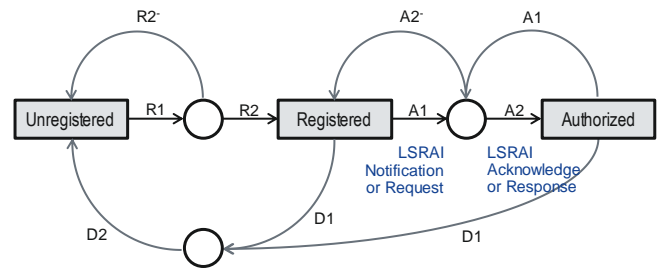 R2-
A2-
A1
Unregistered
R1
R2
Registered
A1
A2
Authorized
LSRAI
Notification
or Request
LSRAI
Acknowledge
or Response
D1
D2
D1